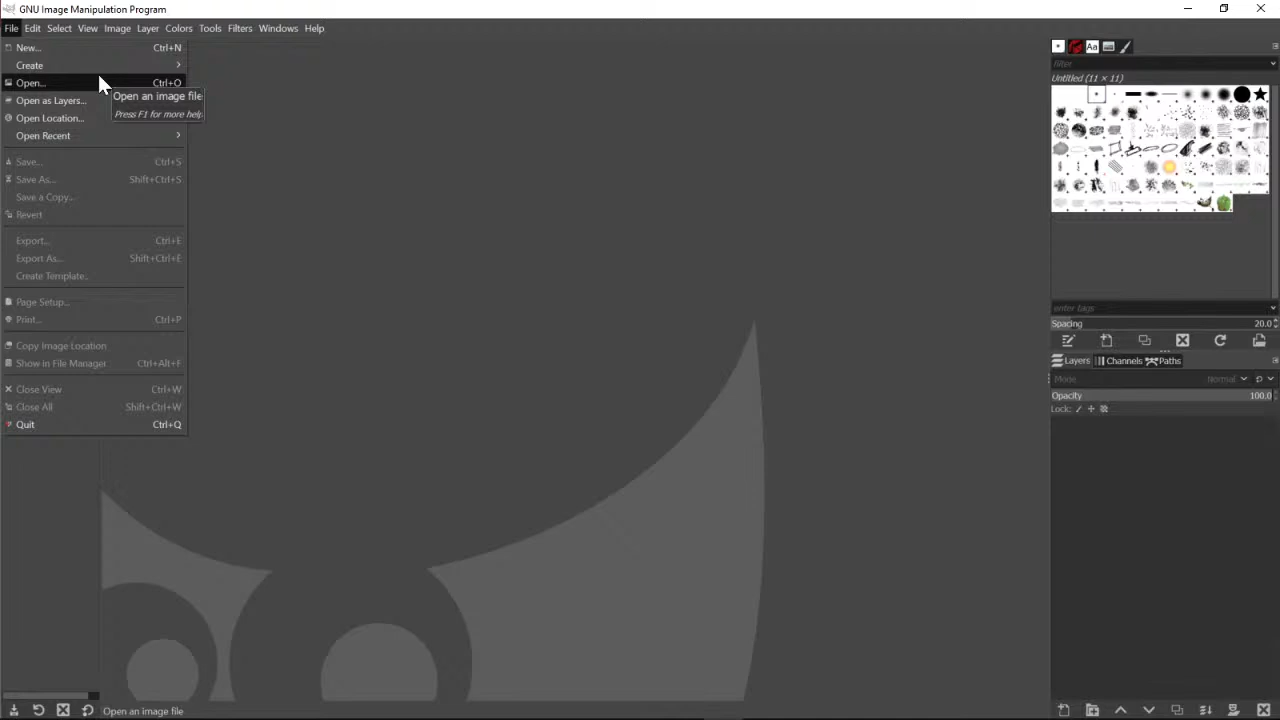 GNU Image Manipulation Program
File Edit Select View Image Layer Colors Tools Filters Windows Help
New... Ctrl+N
Create
Open... Ctrl+O
Open an image file
Press F1 for more help
Open as Layers...
Open Location...
Open Recent
Save... Ctrl+S
Save As... Shift+Ctrl+S
Save a Copy...
Revert
Export... Ctrl+E
Export As... Shift+Ctrl+E
Create Template...
Page Setup...
Print... Ctrl+P
Copy Image Location
Show in File Manager Ctrl+Alt+F
Close View Ctrl+W
Close All Shift+Ctrl+W
Quit Ctrl+Q
Open an image file
Aa
filter
Untitled (11 × 11)
enter tags
Spacing 20.0
Layers Channels Paths
Mode Normal
Opacity 100.0
Lock: